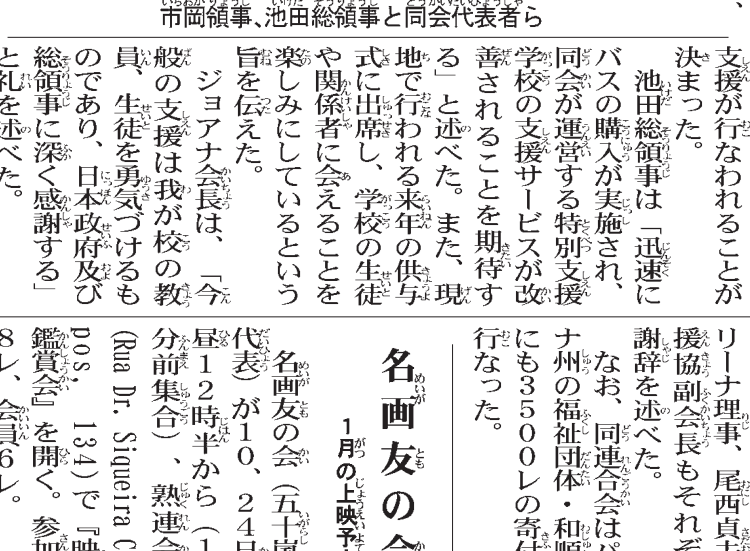 市岡領事、池田総領事と同会代表者ら
支援が行なわれることが
決まった。
池田総領事は「迅速に
バスの購入が実施され、
同会が運営する特別支援
学校の支援サービスが改
善されることを期待す
る」と述べた。また、現
地で行われる来年の供与
式に出席し、学校の生徒
や関係者に会えることを
楽しみにしているという
旨を伝えた。
ジョアナ会長は、「今
般の支援は我が校の教
員、生徒を勇気づけるも
のであり、日本政府及び
総領事に深く感謝する」
と礼を述べた。
リーナ理事、尾西貞夫
援協副会長もそれぞ
謝辞を述べた。
なお、同連合会はパ
ナ州の福祉団体・和順
にも3500レの寄付
行なった。
名画友の会
1月の上映予
名画友の会（五十嵐
代表）が10、24日
昼12時半から（1
分前集合）、熟連会
(Rua Dr. Siqueira C
pos, 134)で『映
鑑賞会』を開く。参加
8レ、会員6レ。